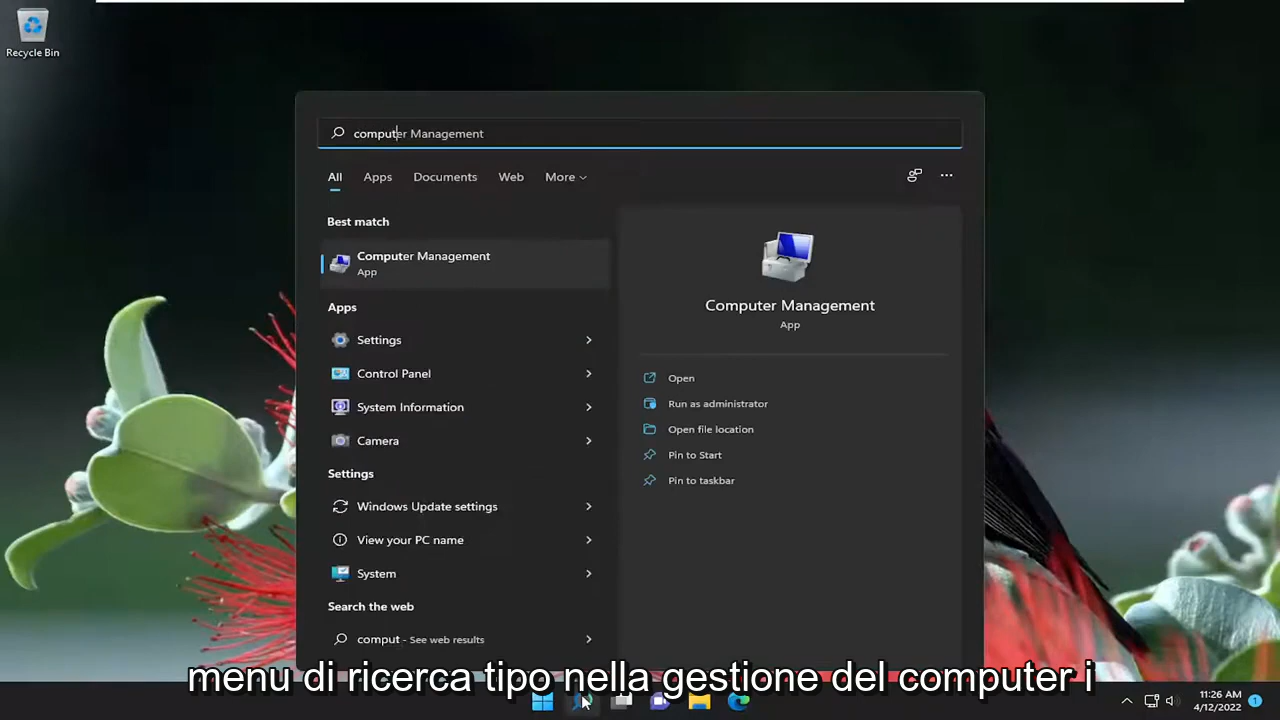 Recycle Bin
computer Management
All Apps Documents Web More
Best match
Computer Management
App
Apps
Settings
Control Panel
System Information
Camera
Settings
Windows Update settings
View your PC name
System
Search the web
comput - See web results
Computer Management
App
Open
Run as administrator
Open file location
Pin to Start
Pin to taskbar
menu di ricerca tipo nella gestione del computer i
11:26 AM
4/12/2022
1